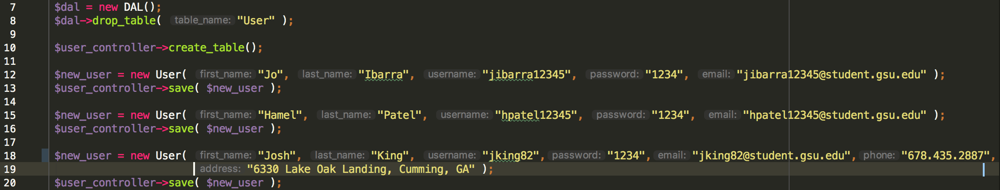 7 $dal = new DAL();
8 $dal->drop_table( table_name: "User" );
9
10 $user_controller->create_table();
11
12 $new_user = new User( first_name: "Jo", last_name: "Ibarra", username: "jibarra12345", password: "1234", email: "jibarra12345@student.gsu.edu" );
13 $user_controller->save( $new_user );
14
15 $new_user = new User( first_name: "Hamel", last_name: "Patel", username: "hpatel12345", password: "1234", email: "hpatel12345@student.gsu.edu" );
16 $user_controller->save( $new_user );
17
18 $new_user = new User( first_name: "Josh", last_name: "King", username: "jking82", password: "1234", email: "jking82@student.gsu.edu", phone: "678.435.2887",
19 address: "6330 Lake Oak Landing, Cumming, GA" );
20 $user_controller->save( $new_user );